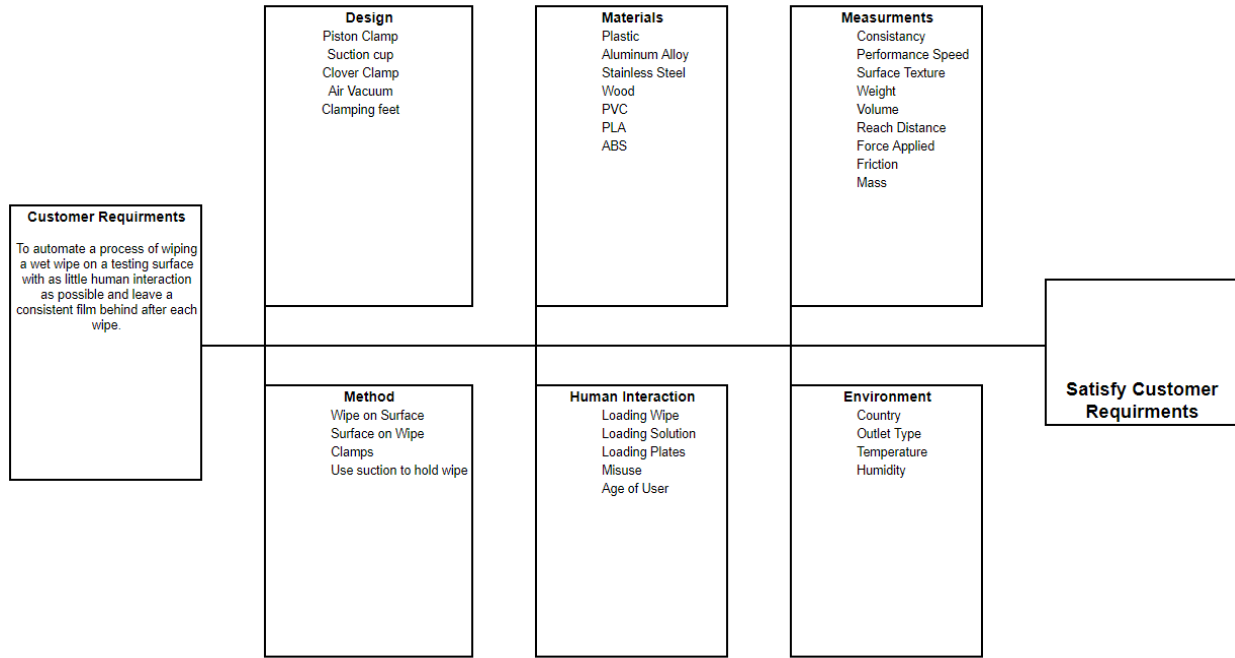 Design
Piston Clamp
Suction cup
Clover Clamp
Air Vacuum
Clamping feet
Materials
Plastic
Aluminum Alloy
Stainless Steel
Wood
PVC
PLA
ABS
Measurments
Consistancy
Performance Speed
Surface Texture
Weight
Volume
Reach Distance
Force Applied
Friction
Mass
Customer Requirments
To automate a process of wiping
a wet wipe on a testing surface
with as little human interaction
as possible and leave a
consistent film behind after each
wipe.
Method
Wipe on Surface
Surface on Wipe
Clamps
Use suction to hold wipe
Human Interaction
Loading Wipe
Loading Solution
Loading Plates
Misuse
Age of User
Environment
Country
Outlet Type
Temperature
Humidity
Satisfy Customer
Requirments